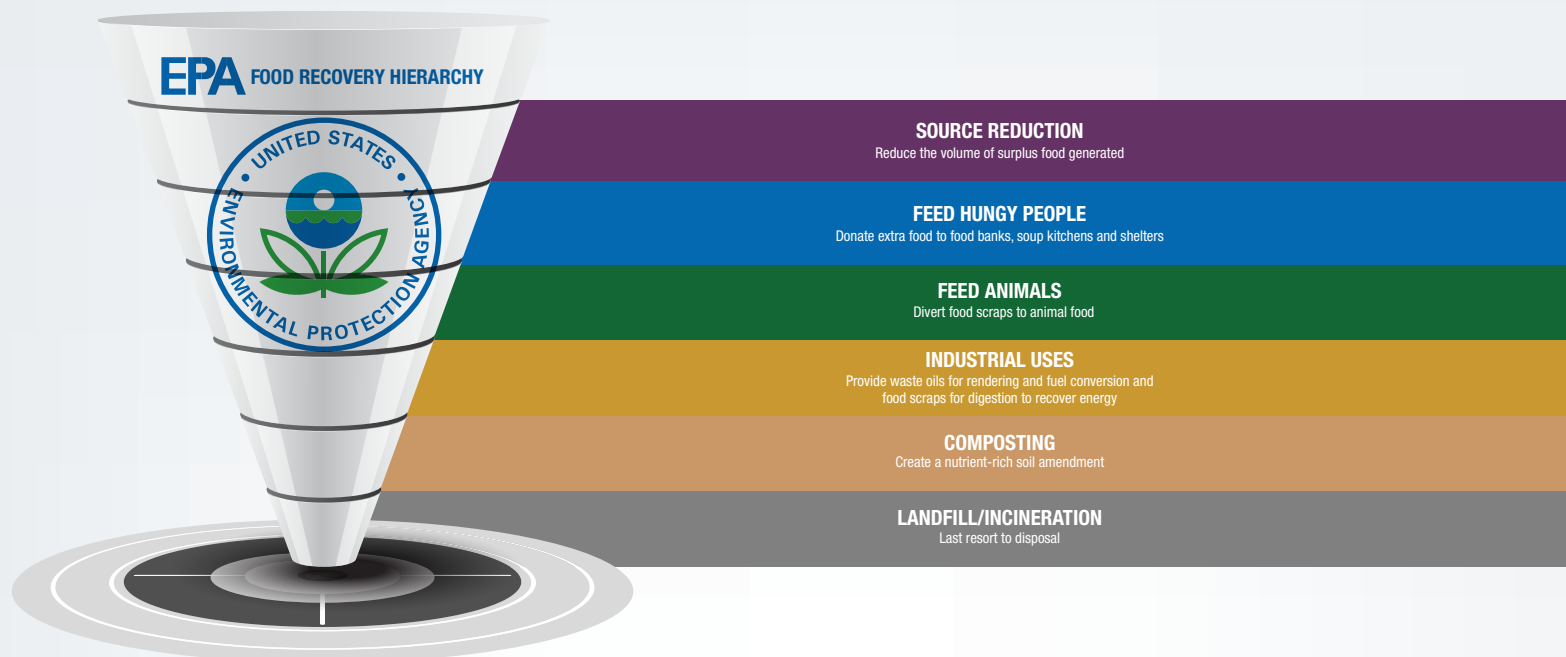 EPA FOOD RECOVERY HIERARCHY
UNITED STATES
ENVIRONMENTAL PROTECTION AGENCY
SOURCE REDUCTION
Reduce the volume of surplus food generated
FEED HUNGY PEOPLE
Donate extra food to food banks, soup kitchens and shelters
FEED ANIMALS
Divert food scraps to animal food
INDUSTRIAL USES
Provide waste oils for rendering and fuel conversion and
food scraps for digestion to recover energy
COMPOSTING
Create a nutrient-rich soil amendment
LANDFILL/INCINERATION
Last resort to disposal